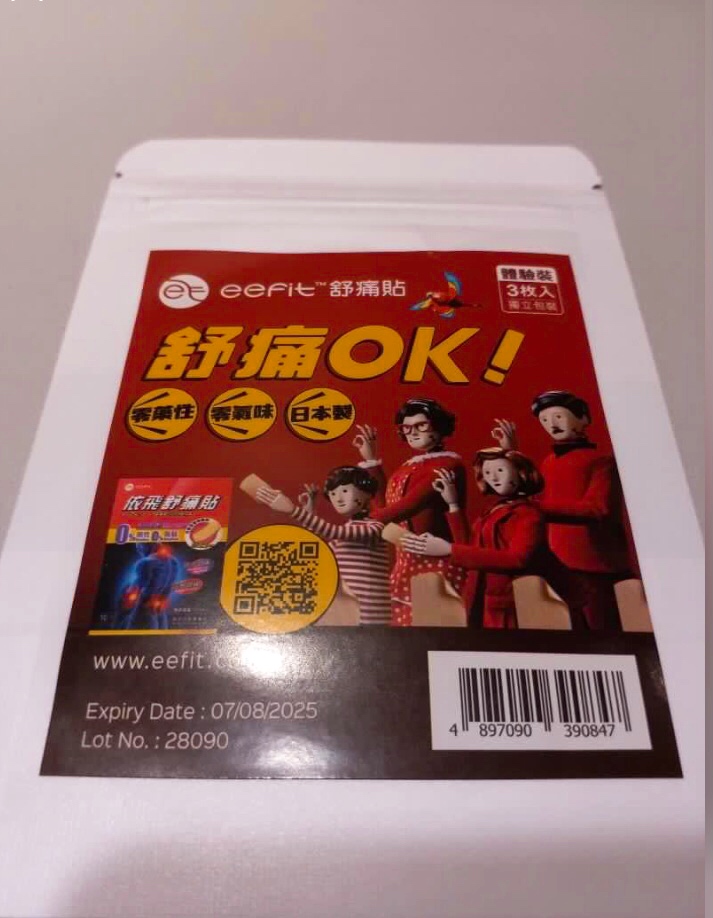 eefit™舒痛貼
體驗裝
3枚入
獨立包裝
舒痛OK!
零藥性 零氣味 日本製
eefit
依飛舒痛貼
www.eefit.c
Expiry Date : 07/08/2025
Lot No. : 28090
4 897090 390847